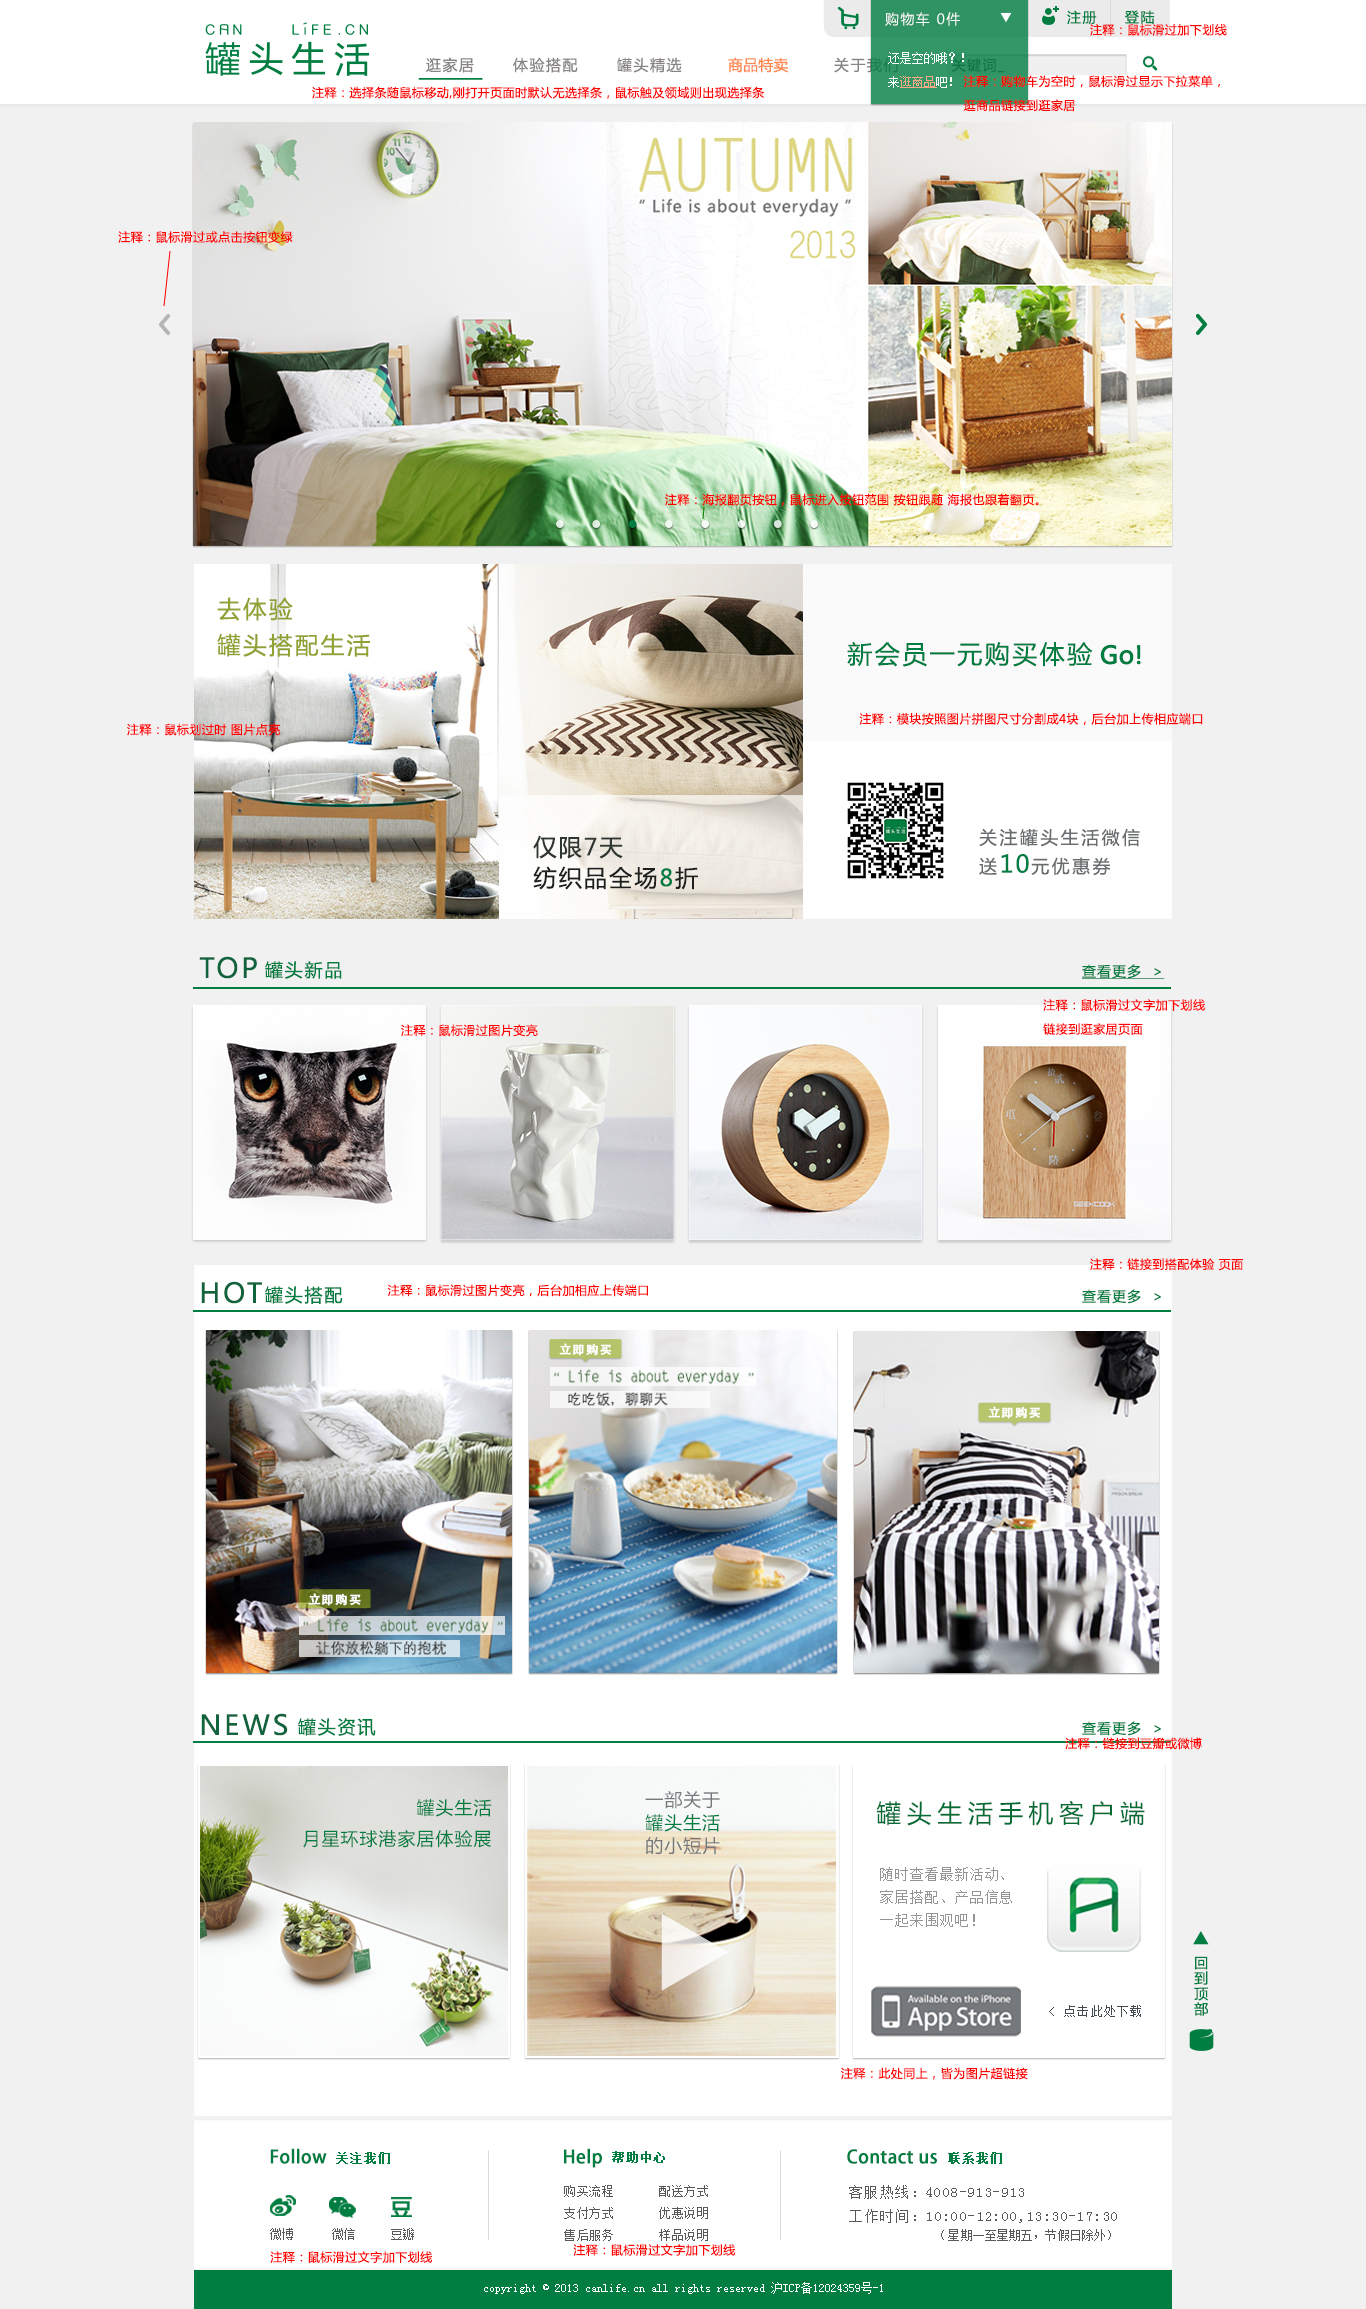 CAN LiFE.CN
罐头生活
购物车 0件
注册
登陆
注释：鼠标滑过加下划线
逛家居
体验搭配
罐头精选
商品特卖
关于我们
关键词_
还是空的哦？！
来逛商品吧！
注释：购物车为空时，鼠标滑过显示下拉菜单，
逛商品链接到逛家居
注释：选择条随鼠标移动,刚打开页面时默认无选择条，鼠标触及领域则出现选择条
AUTUMN
“ Life is about everyday ”
2013
注释：鼠标滑过或点击按钮变绿
注释：海报翻页按钮，鼠标进入按钮范围 按钮跟随 海报也跟着翻页。
去体验
罐头搭配生活
注释：鼠标划过时 图片点亮
仅限7天
纺织品全场8折
新会员一元购买体验 Go!
注释：模块按照图片拼图尺寸分割成4块，后台加上传相应端口
罐头生活
关注罐头生活微信
送10元优惠券
TOP 罐头新品
查看更多 >
注释：鼠标滑过文字加下划线
链接到逛家居页面
注释：鼠标滑过图片变亮
GEEKCOOK
注释：链接到搭配体验 页面
HOT罐头搭配
注释：鼠标滑过图片变亮，后台加相应上传端口
查看更多 >
立即购买
“ Life is about everyday ”
吃吃饭，聊聊天
立即购买
立即购买
“ Life is about everyday ”
让你放松躺下的抱枕
NEWS 罐头资讯
查看更多 >
注释：链接到豆瓣或微博
罐头生活
月星环球港家居体验展
一部关于
罐头生活
的小短片
罐头生活手机客户端
随时查看最新活动、
家居搭配、产品信息
一起来围观吧！
Available on the iPhone
App Store
< 点击此处下载
回到顶部
注释：此处同上，皆为图片超链接
Follow 关注我们
微博
微信
豆瓣
注释：鼠标滑过文字加下划线
Help 帮助中心
购买流程
配送方式
支付方式
优惠说明
售后服务
样品说明
注释：鼠标滑过文字加下划线
Contact us 联系我们
客服热线：4008-913-913
工作时间：10:00-12:00,13:30-17:30
（星期一至星期五，节假日除外）
copyright © 2013 canlife.cn all rights reserved 沪ICP备12024359号-1